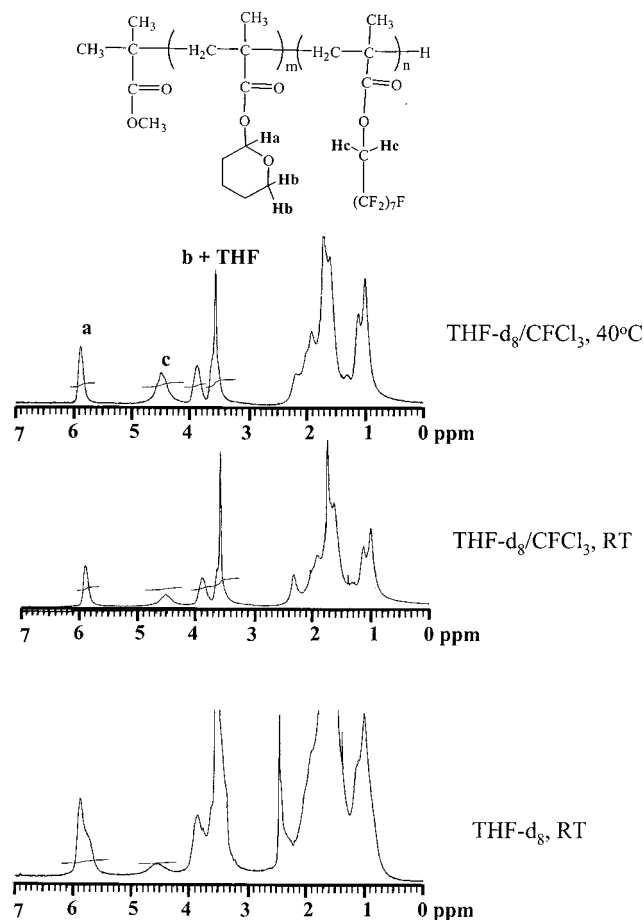 CH₃ CH₃ CH₃
CH₃ C H₂C C H₂C C H
m n
C O C O C O
OCH₃ O O
Ha Hc C Hc
O
Hb (CF₂)₇F
Hb
b + THF
a
c
THF-d₈/CFCl₃, 40°C
7 6 5 4 3 2 1 0 ppm
THF-d₈/CFCl₃, RT
7 6 5 4 3 2 1 0 ppm
THF-d₈, RT
7 6 5 4 3 2 1 0 ppm